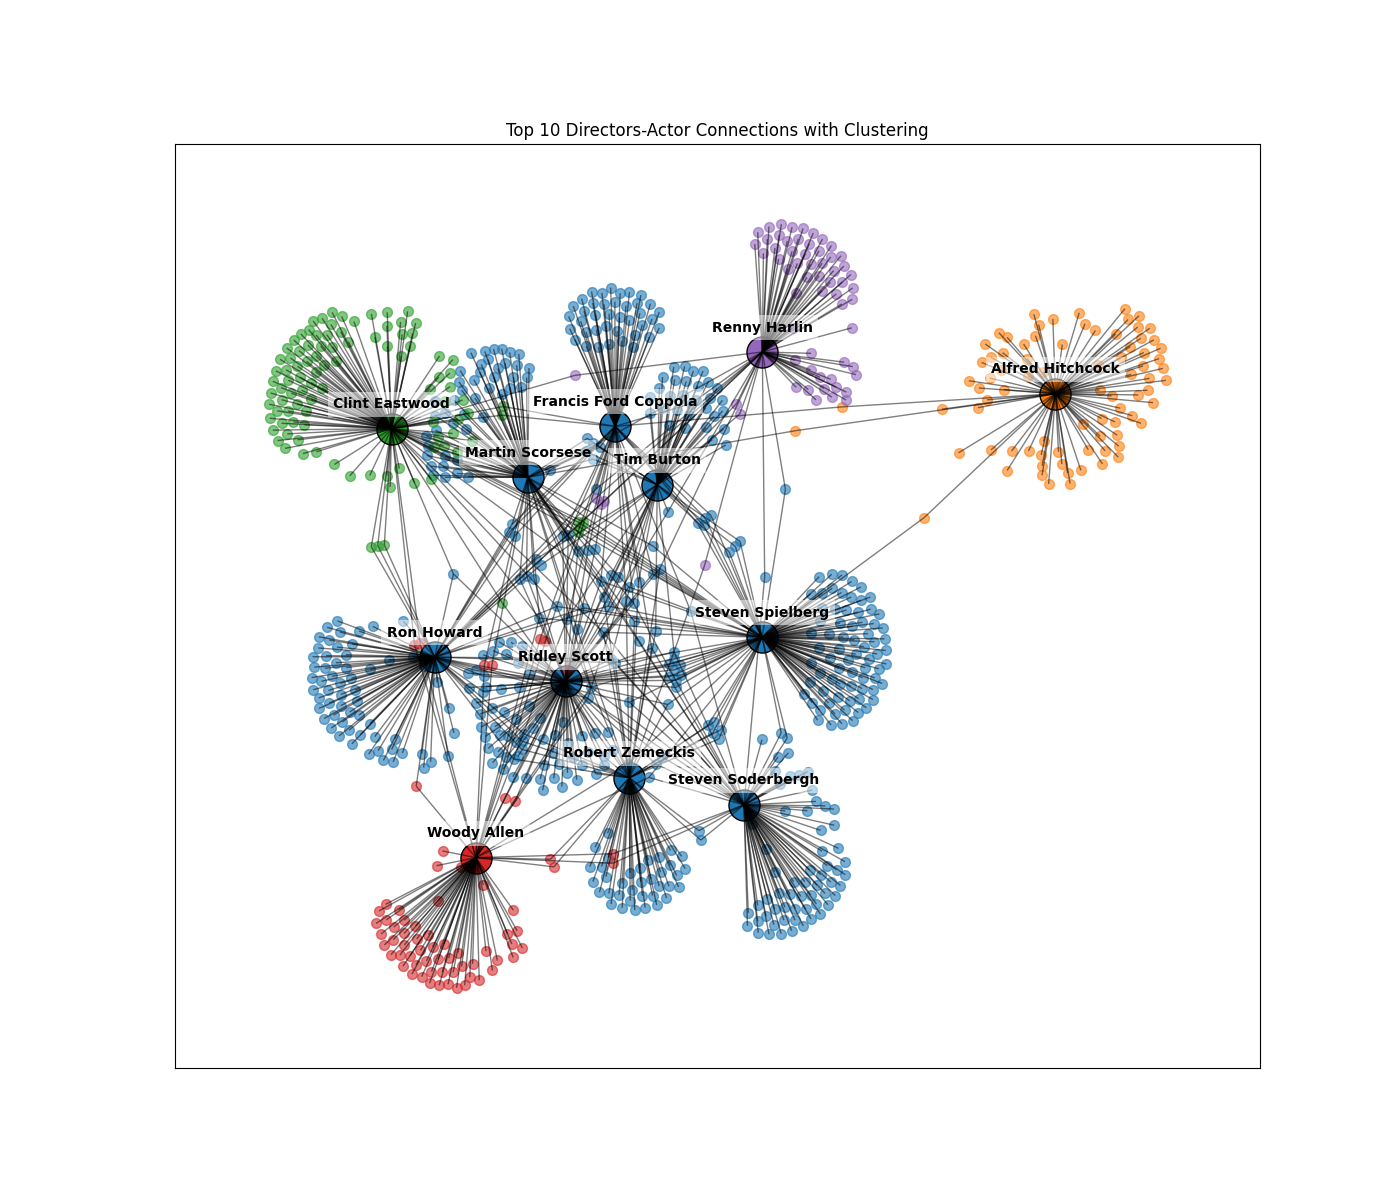 Top 10 Directors-Actor Connections with Clustering
Renny Harlin
Alfred Hitchcock
Clint Eastwood
Francis Ford Coppola
Martin Scorsese
Tim Burton
Steven Spielberg
Ron Howard
Ridley Scott
Robert Zemeckis
Steven Soderbergh
Woody Allen